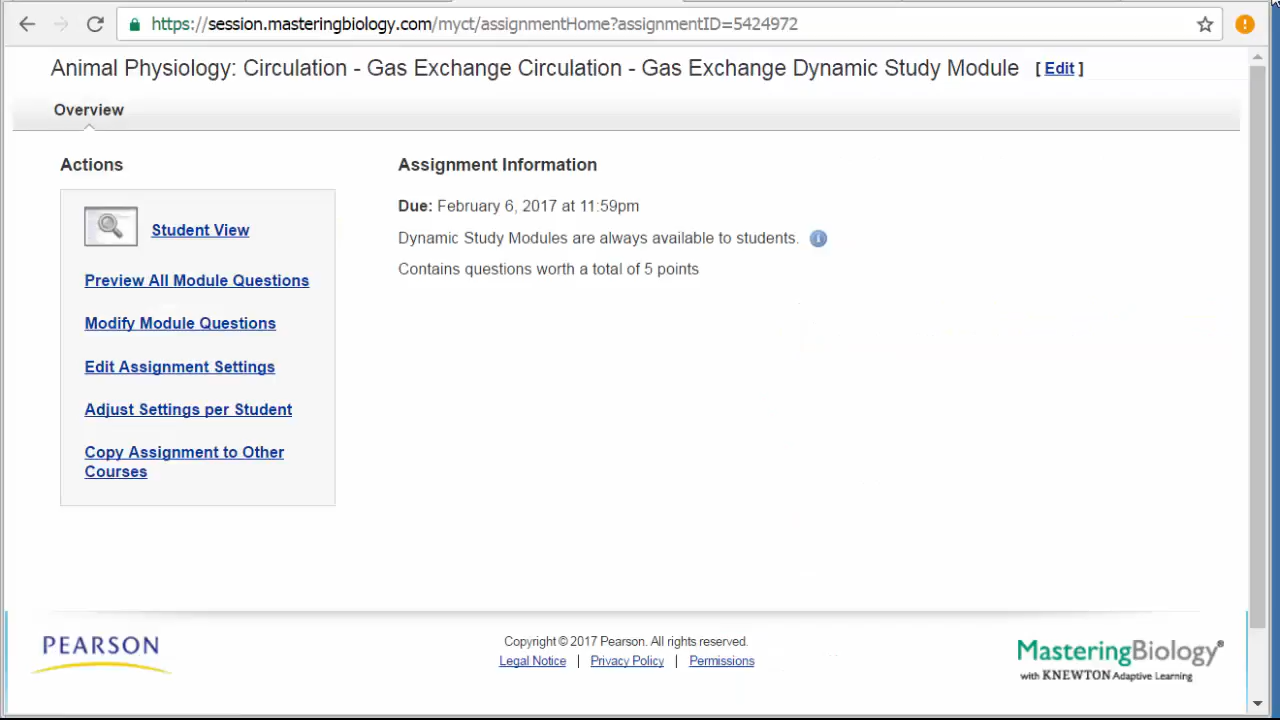 https://session.masteringbiology.com/myct/assignmentHome?assignmentID=5424972
Animal Physiology: Circulation - Gas Exchange Circulation - Gas Exchange Dynamic Study Module [ Edit ]
Overview
Actions
Assignment Information
Student View
Due: February 6, 2017 at 11:59pm
Dynamic Study Modules are always available to students.
Contains questions worth a total of 5 points
Preview All Module Questions
Modify Module Questions
Edit Assignment Settings
Adjust Settings per Student
Copy Assignment to Other
Courses
PEARSON
Copyright © 2017 Pearson. All rights reserved.
Legal Notice | Privacy Policy | Permissions
MasteringBiology®
with KNEWTON Adaptive Learning